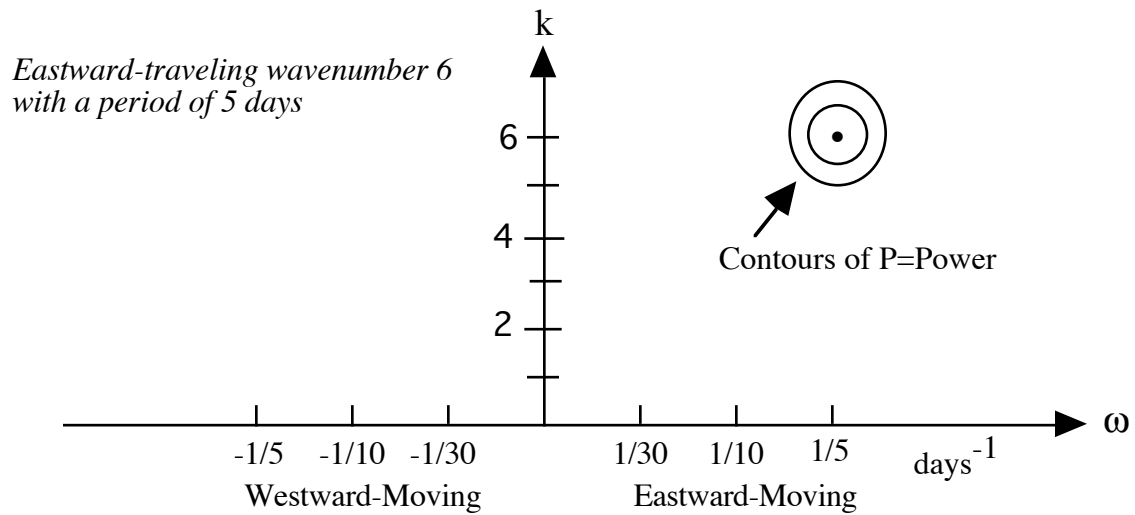 k
Eastward-traveling wavenumber 6
with a period of 5 days
6
4
Contours of P=Power
2
ω
-1/5 -1/10 -1/30 1/30 1/10 1/5 days-1
Westward-Moving Eastward-Moving